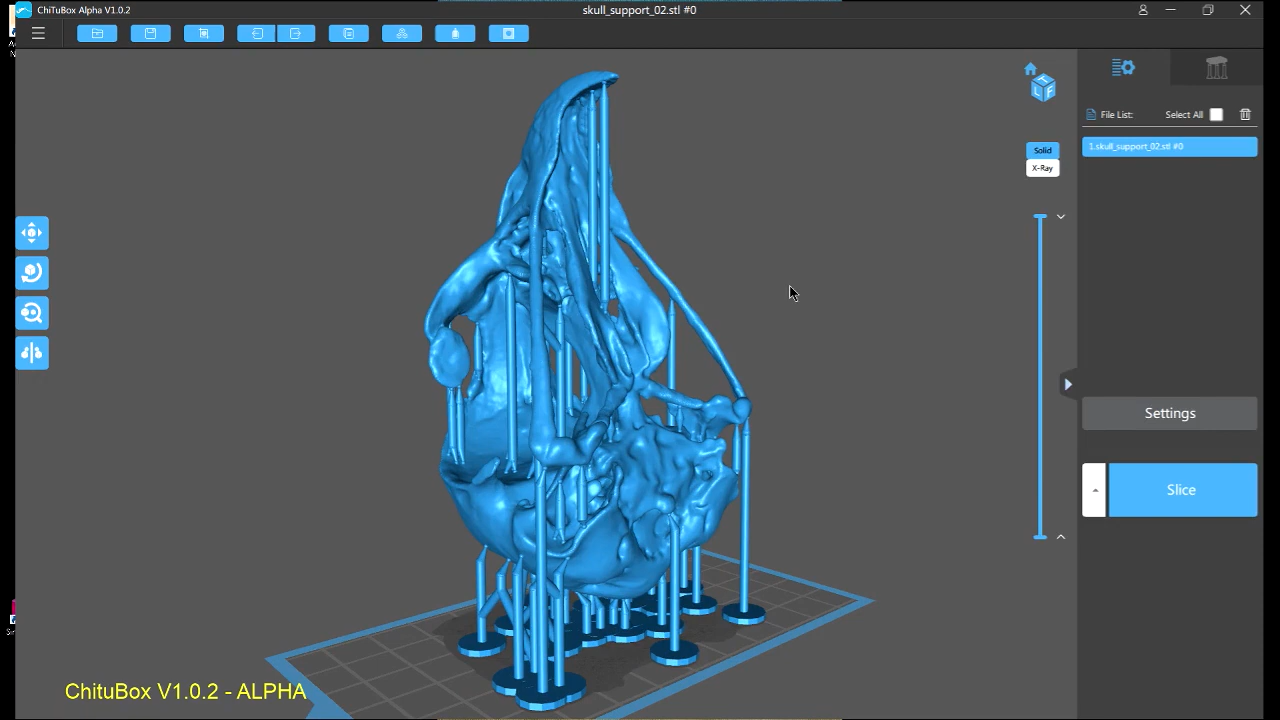 ChiTuBox Alpha V1.0.2
skull_support_02.stl #0
File List:
Select All
1.skull_support_02.stl #0
Solid
X-Ray
Settings
Slice
ChituBox V1.0.2 - ALPHA
T
L F